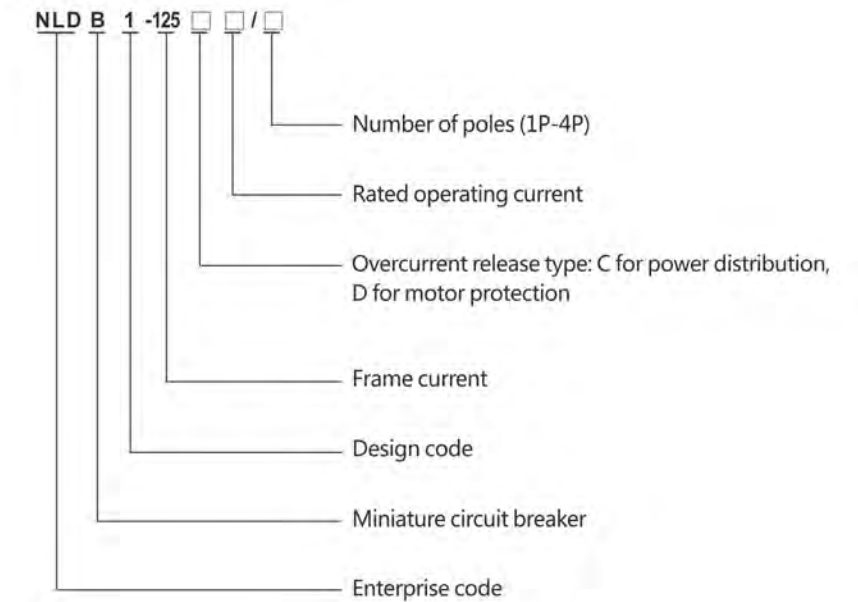 NLD B 1 -125 □ □ / □
Number of poles (1P-4P)
Rated operating current
Overcurrent release type: C for power distribution,
D for motor protection
Frame current
Design code
Miniature circuit breaker
Enterprise code